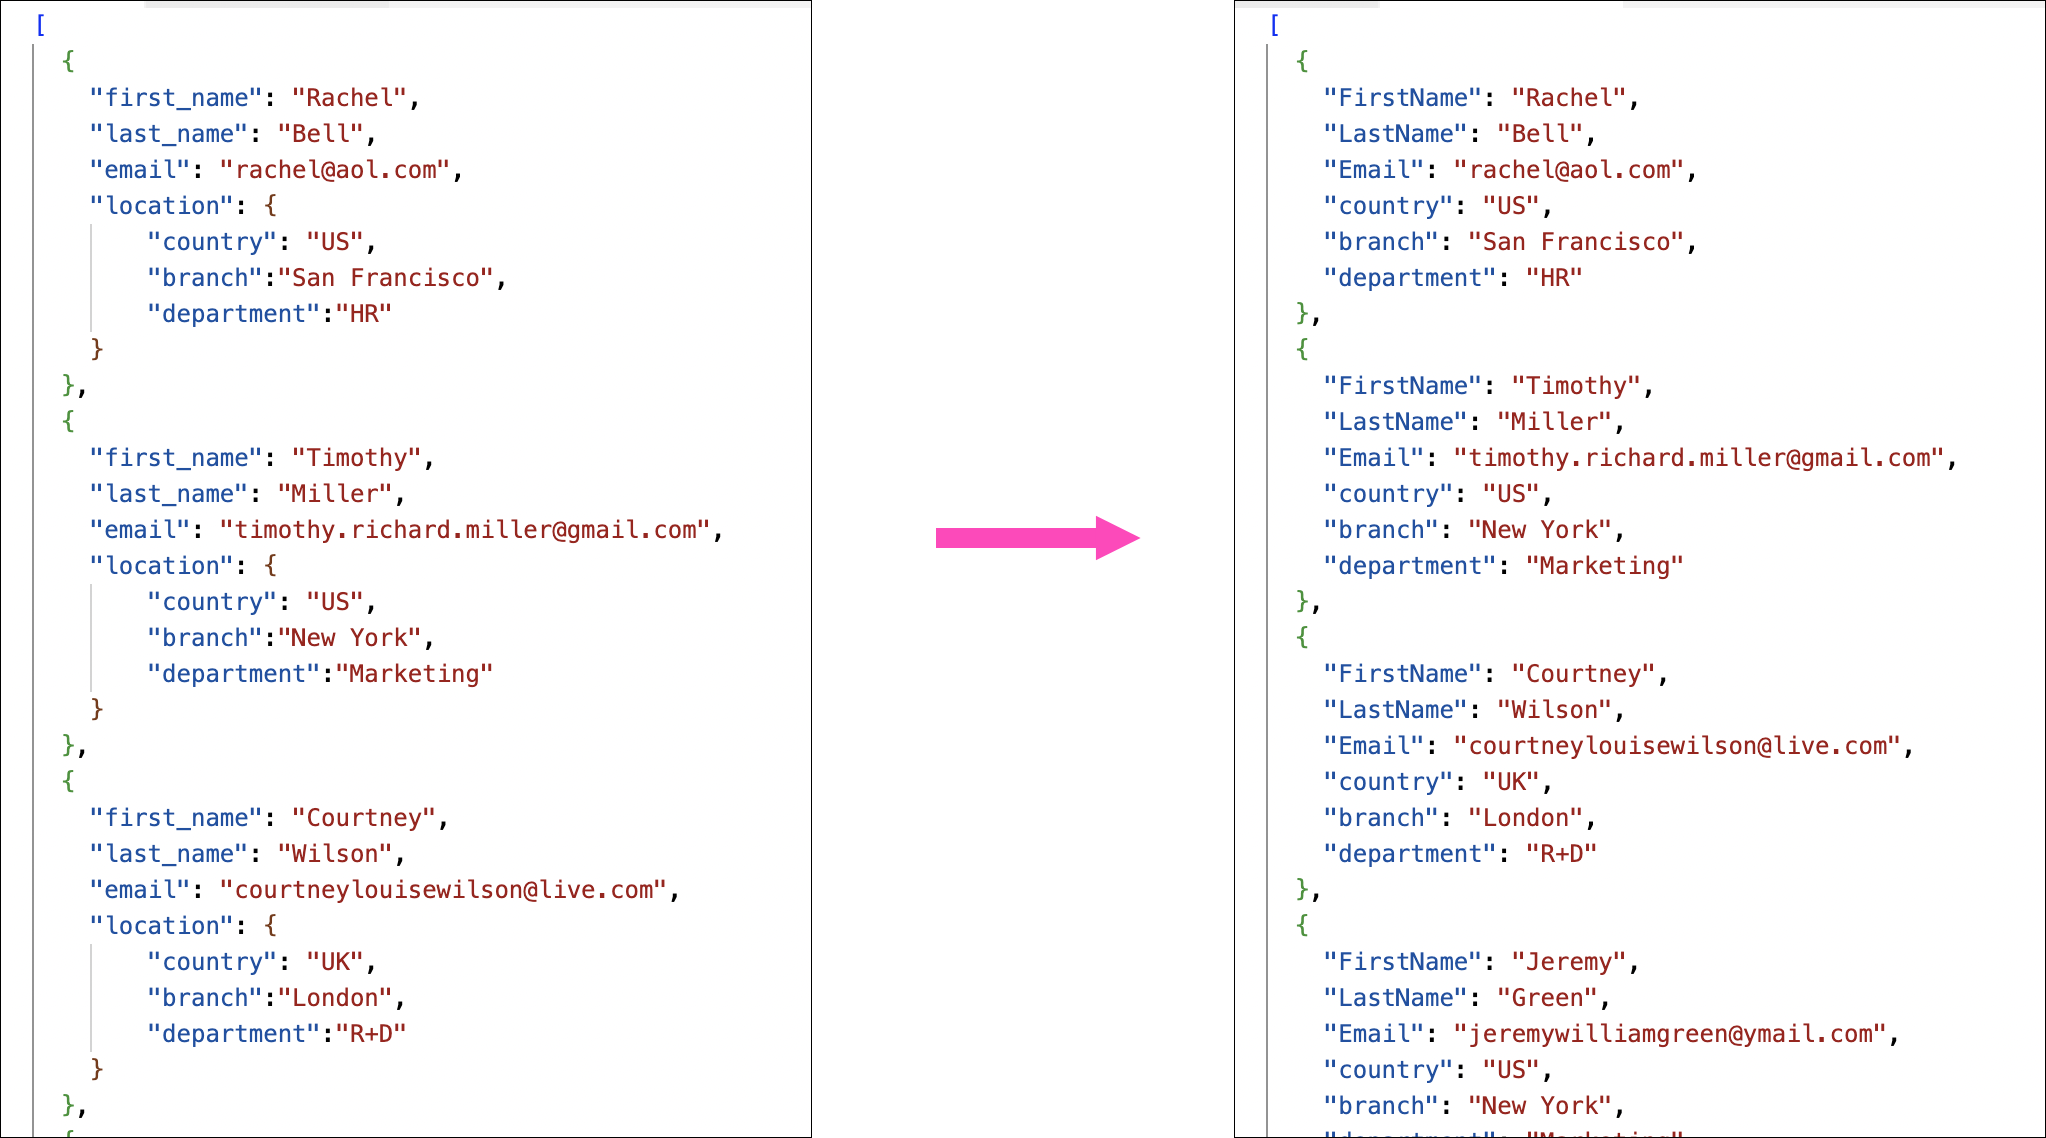 [
{
"first_name": "Rachel",
"last_name": "Bell",
"email": "rachel@aol.com",
"location": {
"country": "US",
"branch":"San Francisco",
"department":"HR"
}
},
{
"first_name": "Timothy",
"last_name": "Miller",
"email": "timothy.richard.miller@gmail.com",
"location": {
"country": "US",
"branch":"New York",
"department":"Marketing"
}
},
{
"first_name": "Courtney",
"last_name": "Wilson",
"email": "courtneylouisewilson@live.com",
"location": {
"country": "UK",
"branch":"London",
"department":"R+D"
}
},
[
{
"FirstName": "Rachel",
"LastName": "Bell",
"Email": "rachel@aol.com",
"country": "US",
"branch": "San Francisco",
"department": "HR"
},
{
"FirstName": "Timothy",
"LastName": "Miller",
"Email": "timothy.richard.miller@gmail.com",
"country": "US",
"branch": "New York",
"department": "Marketing"
},
{
"FirstName": "Courtney",
"LastName": "Wilson",
"Email": "courtneylouisewilson@live.com",
"country": "UK",
"branch": "London",
"department": "R+D"
},
{
"FirstName": "Jeremy",
"LastName": "Green",
"Email": "jeremywilliamgreen@ymail.com",
"country": "US",
"branch": "New York",